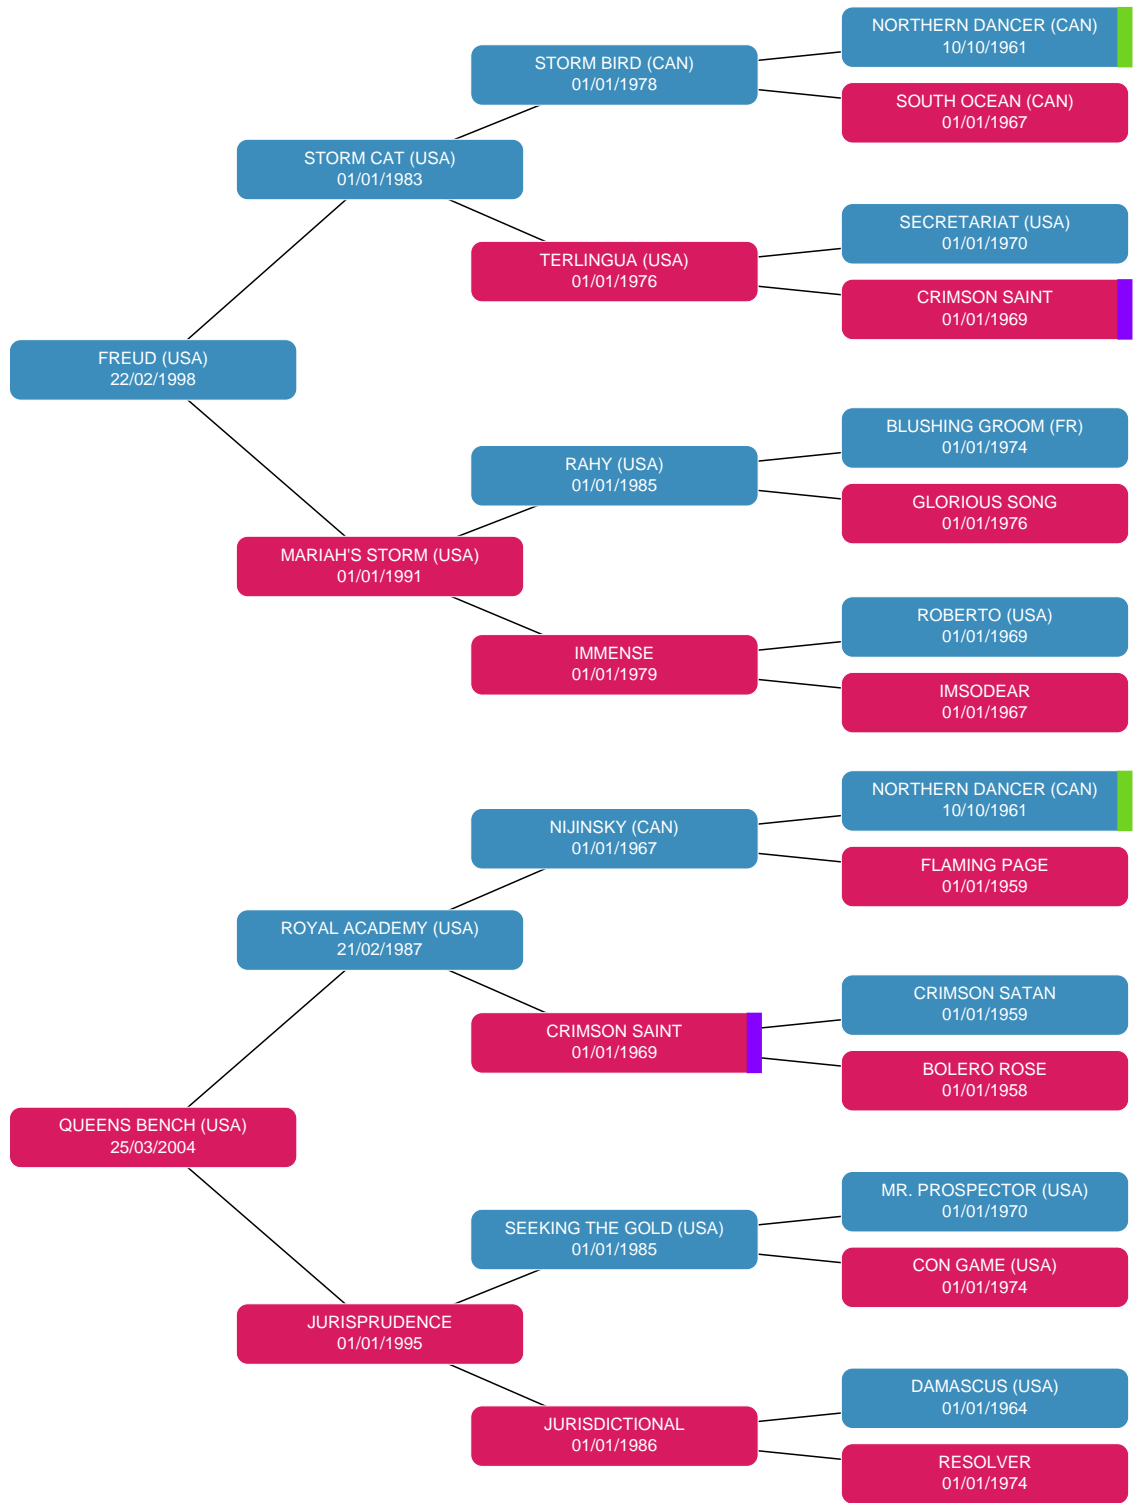 NORTHERN DANCER (CAN)
10/10/1961
STORM BIRD (CAN)
01/01/1978
SOUTH OCEAN (CAN)
01/01/1967
STORM CAT (USA)
01/01/1983
SECRETARIAT (USA)
01/01/1970
TERLINGUA (USA)
01/01/1976
CRIMSON SAINT
01/01/1969
FREUD (USA)
22/02/1998
BLUSHING GROOM (FR)
01/01/1974
RAHY (USA)
01/01/1985
GLORIOUS SONG
01/01/1976
MARIAH'S STORM (USA)
01/01/1991
ROBERTO (USA)
01/01/1969
IMMENSE
01/01/1979
IMSODEAR
01/01/1967
NORTHERN DANCER (CAN)
10/10/1961
NIJINSKY (CAN)
01/01/1967
FLAMING PAGE
01/01/1959
ROYAL ACADEMY (USA)
21/02/1987
CRIMSON SATAN
01/01/1959
CRIMSON SAINT
01/01/1969
BOLERO ROSE
01/01/1958
QUEENS BENCH (USA)
25/03/2004
MR. PROSPECTOR (USA)
01/01/1970
SEEKING THE GOLD (USA)
01/01/1985
CON GAME (USA)
01/01/1974
JURISPRUDENCE
01/01/1995
DAMASCUS (USA)
01/01/1964
JURISDICTIONAL
01/01/1986
RESOLVER
01/01/1974